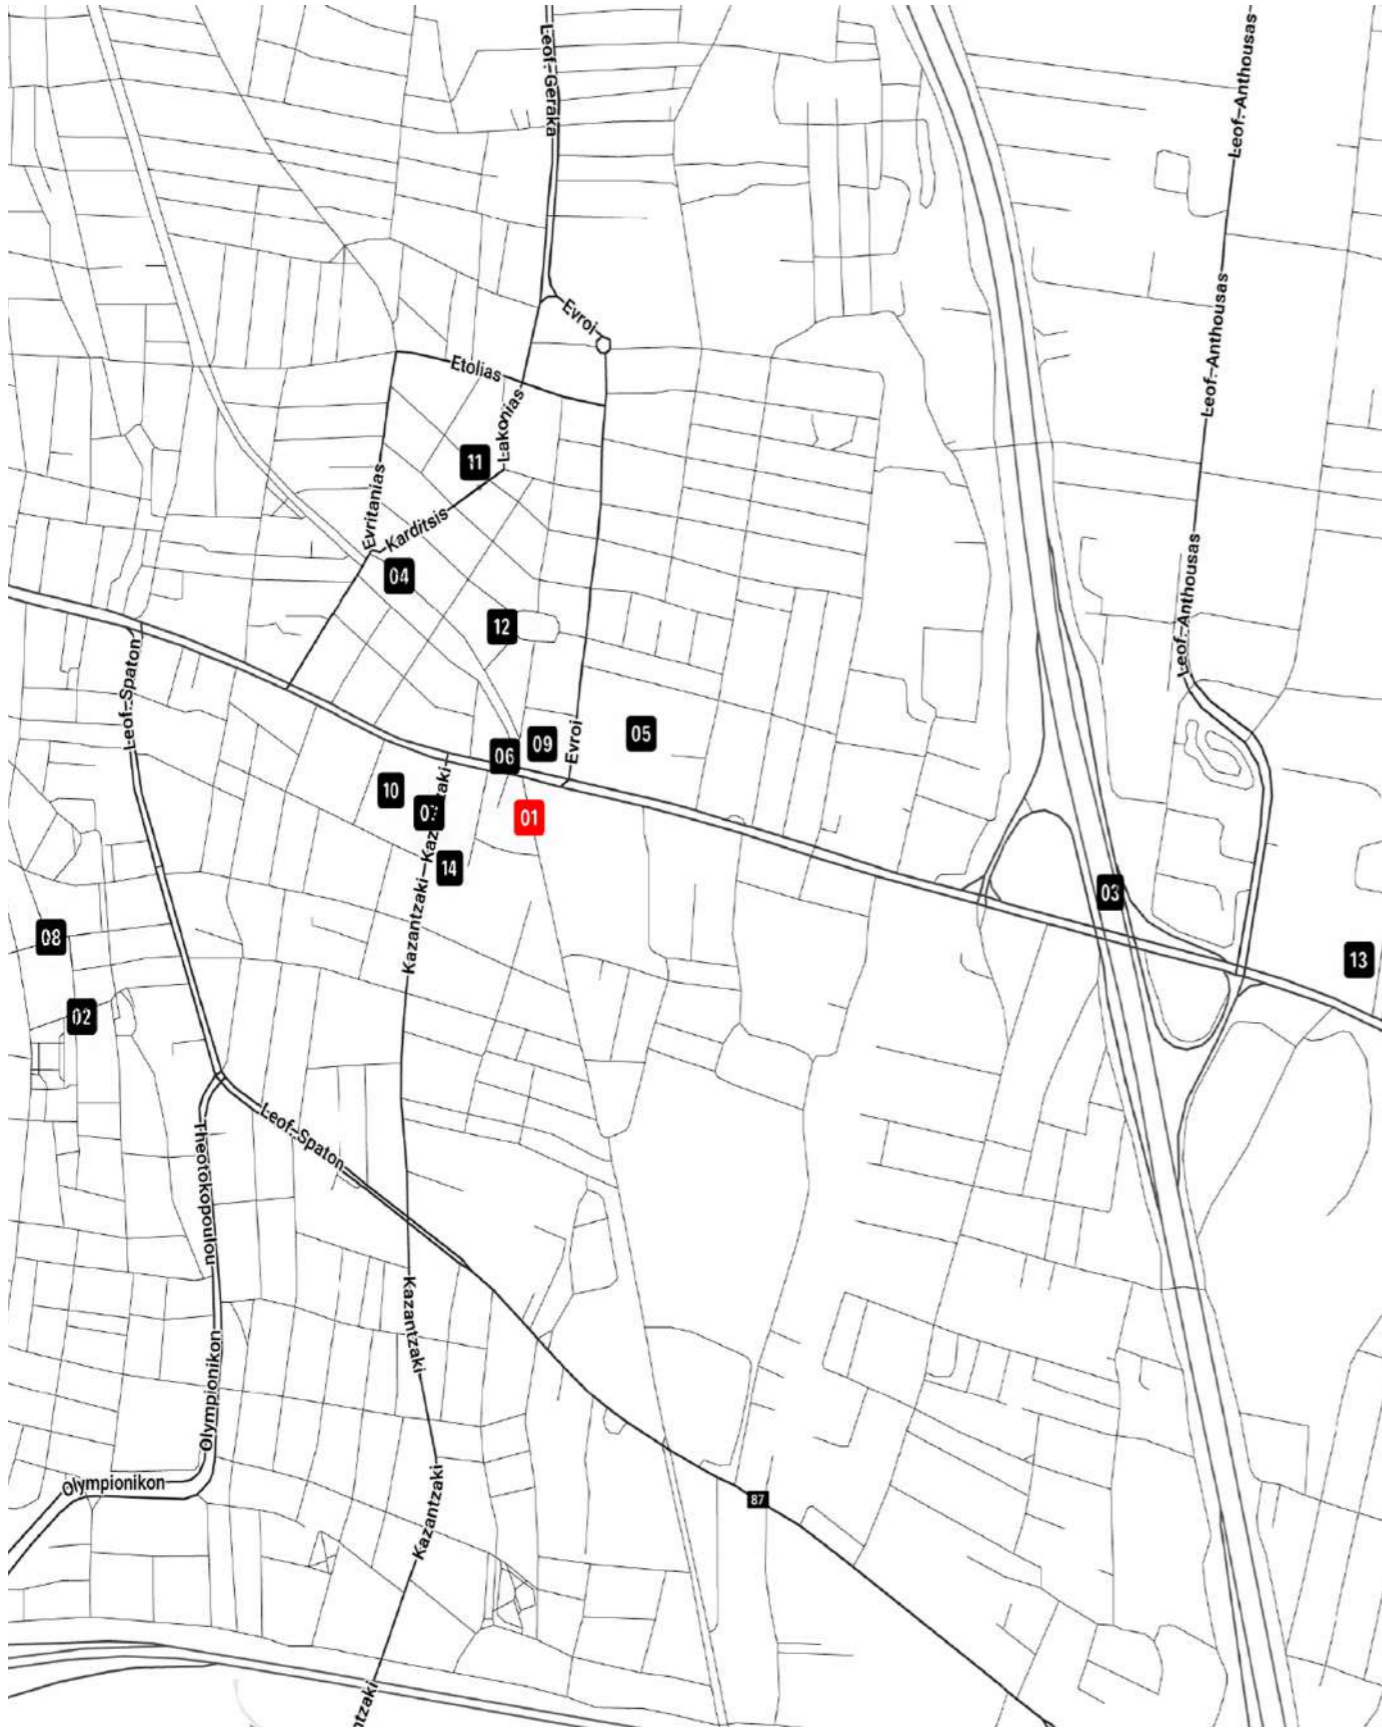 Leof. Geraka
Leof. Anthousas
Leof. Anthousas
Evroi
Etolias
Lakonias
Leof. Anthousas
11
Evritanias
Karditsis
04
12
Leof. Anthousas
Leof. Spaton
06
09
05
Evroi
10
07
Kazantzaki
01
14
Kazantzaki
03
08
13
02
Leof. Spaton
Theotokopoulou
Kazantzaki
Olympionikon
Olympionikon
Kazantzaki
87
ntzaki